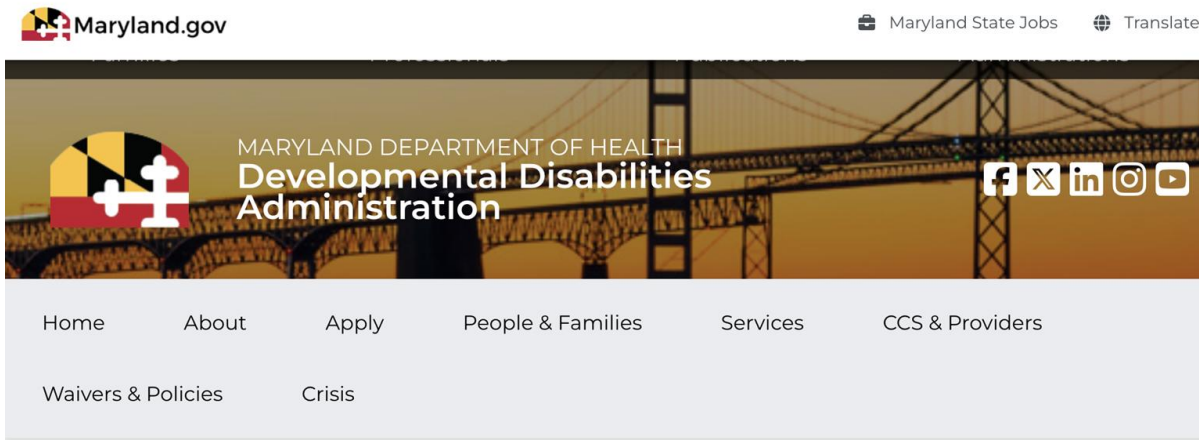 Maryland.gov
Maryland State Jobs
Translate
MARYLAND DEPARTMENT OF HEALTH
Developmental Disabilities
Administration
Home
About
Apply
People & Families
Services
CCS & Providers
Waivers & Policies
Crisis